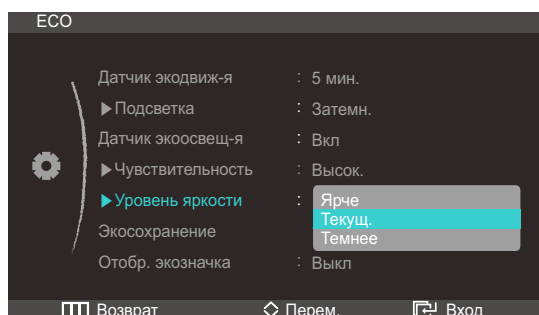 ECO
Датчик экодвиж-я : 5 мин.
▶Подсветка : Затемн.
Датчик экоосвещ-я : Вкл
▶Чувствительность : Высок.
▶Уровень яркости : Ярче
Текущ.
Темнее
Экосохранение
Отобр. экозначка : Выкл
Возврат Перем. Вход